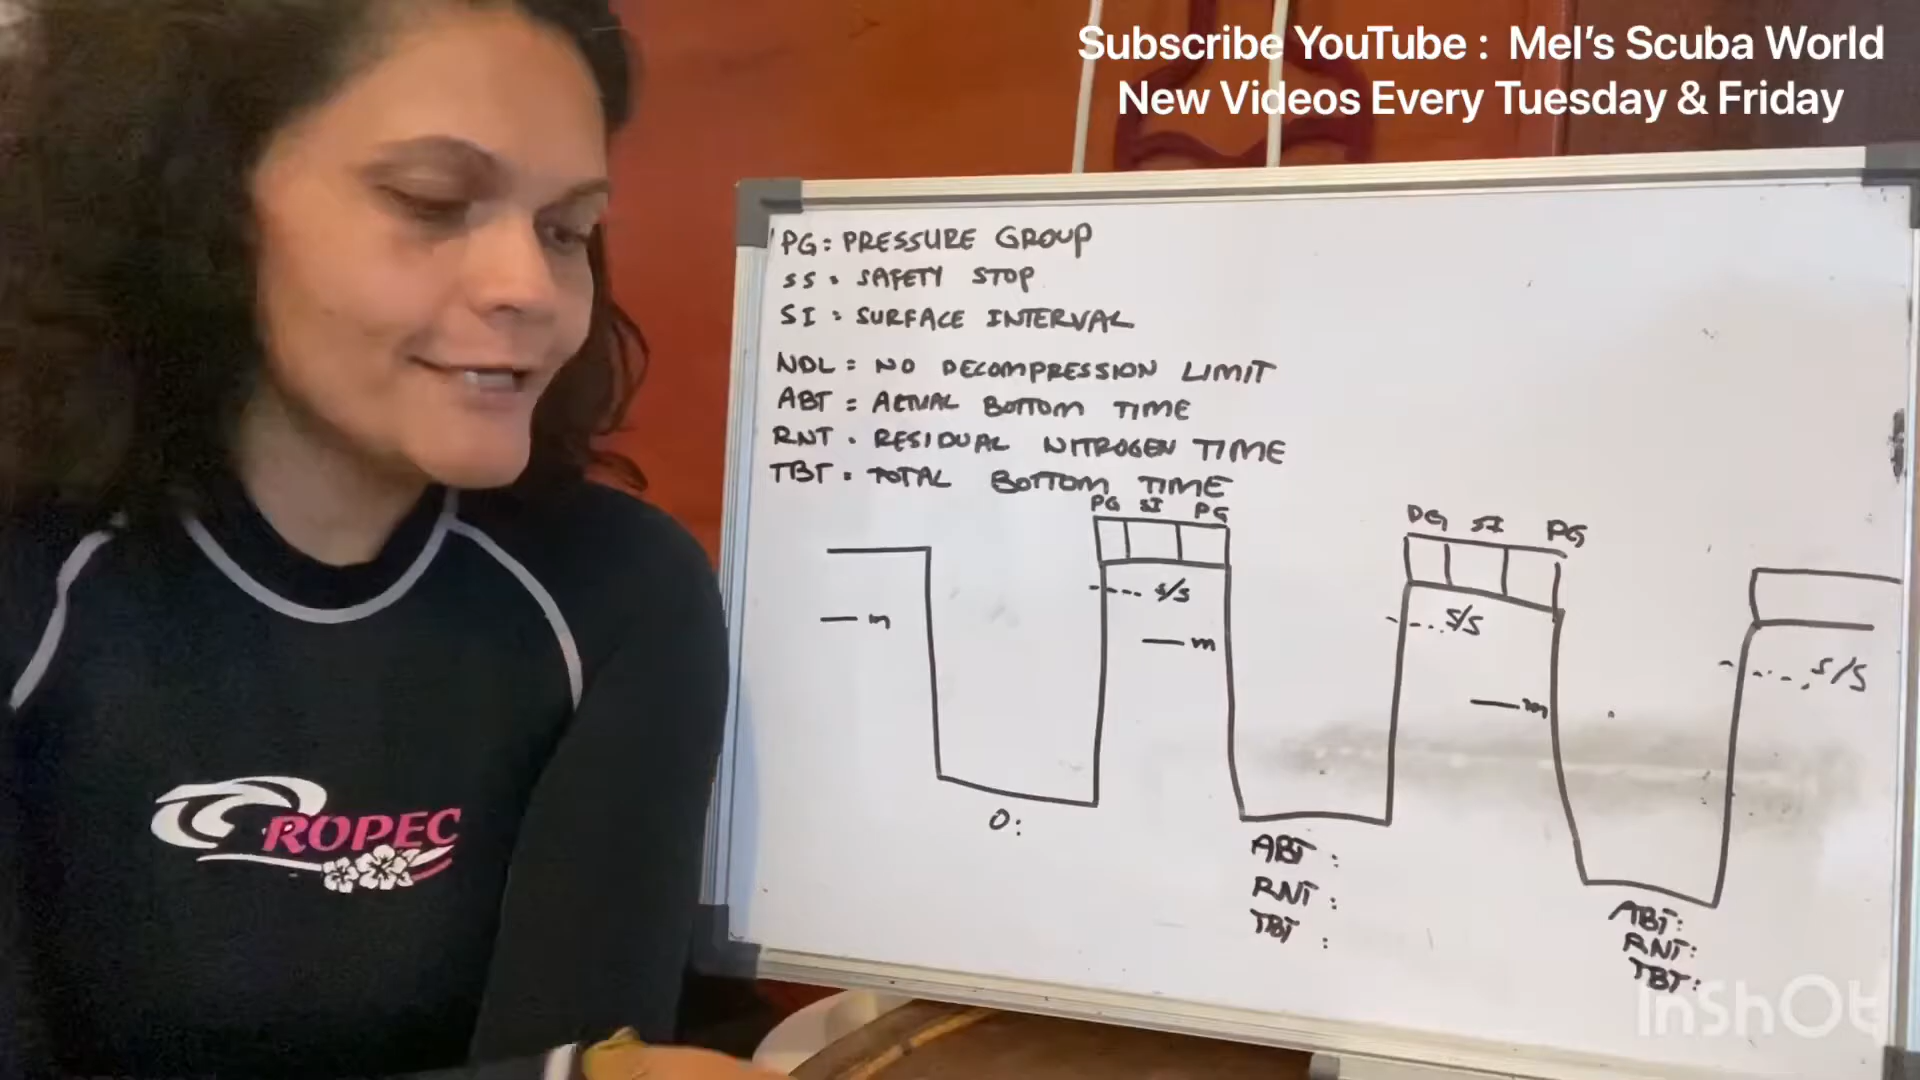 Subscribe YouTube : Mel's Scuba World
New Videos Every Tuesday & Friday
PG: PRESSURE GROUP
SS: SAFETY STOP
SI: SURFACE INTERVAL
NDL = NO DECOMPRESSION LIMIT
ABT = ACTUAL BOTTOM TIME
RNT. RESIDUAL NITROGEN TIME
TBT: TOTAL BOTTOM TIME
PG SI PG
PG SI PG
S/S
S/S
S/S
m
m
m
0:
ABT:
RNT:
TBT:
ABT:
RNT:
TBT:
ROPEC
InShOt